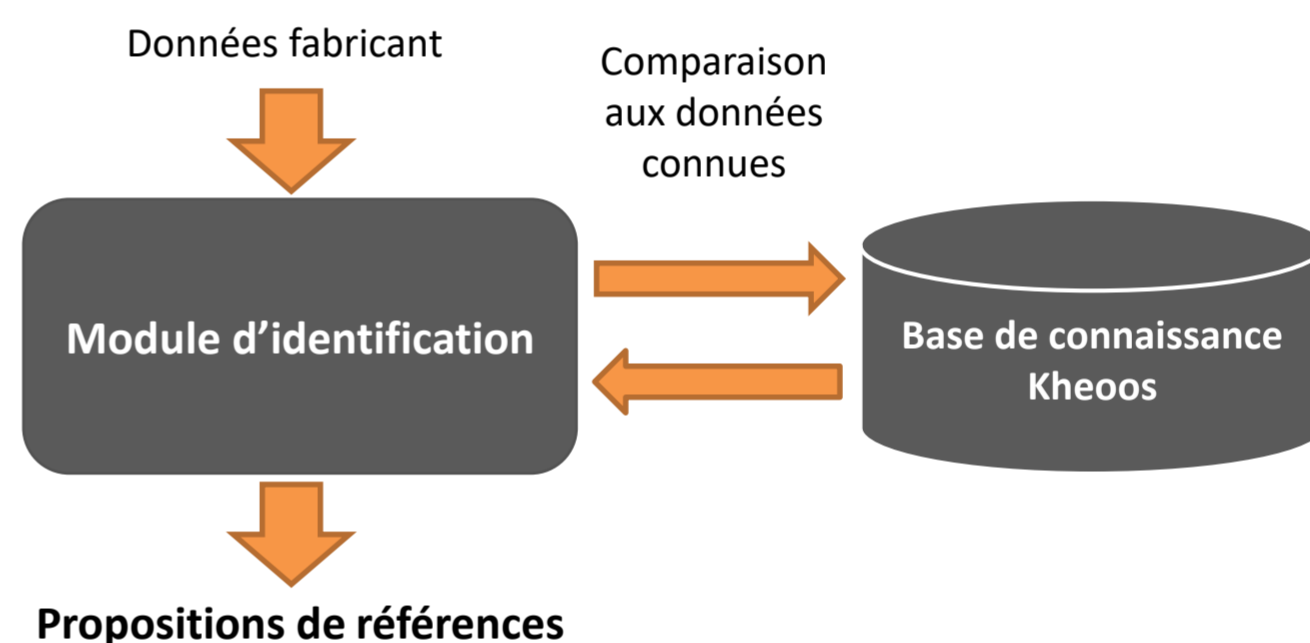 Données fabricant
Comparaison
aux données
connues
Module d’identification
Base de connaissance
Kheoos
Propositions de références